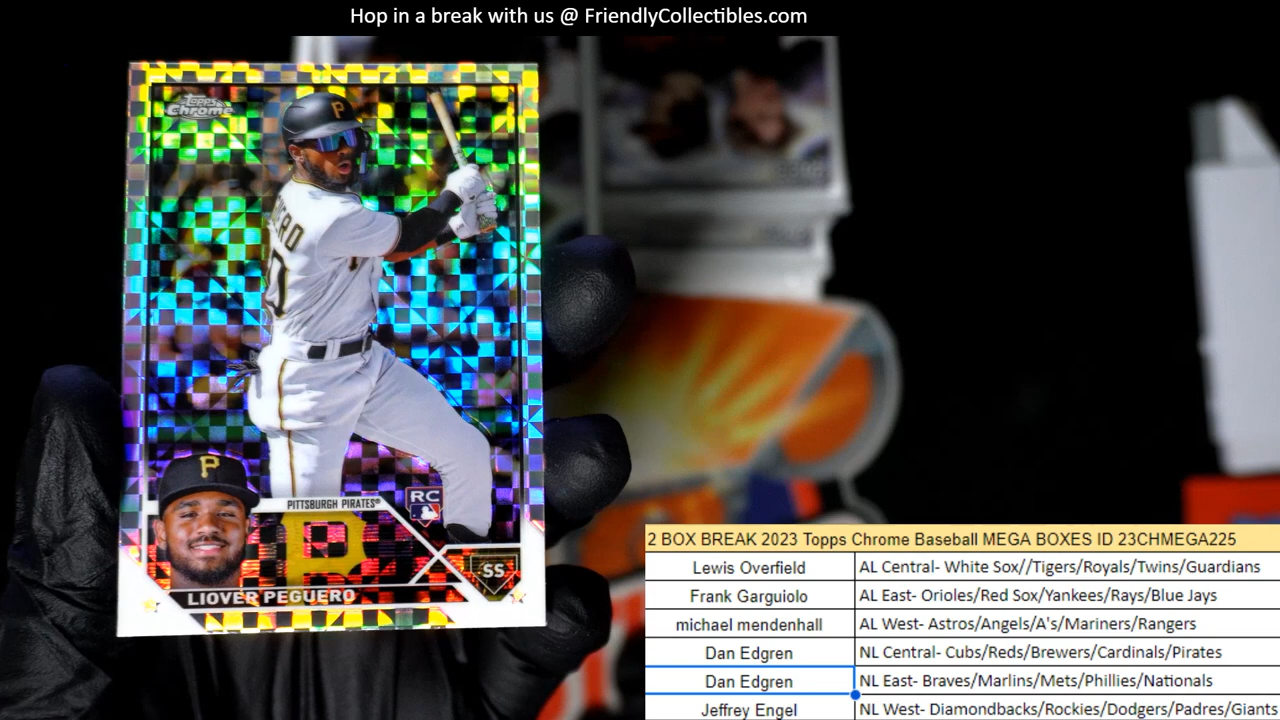 Hop in a break with us @ FriendlyCollectibles.com
Topps
Chrome
P
P
PITTSBURGH PIRATES®
RC
SS
LIOVER PEGUERO
2 BOX BREAK 2023 Topps Chrome Baseball MEGA BOXES ID 23CHMEGA225
Lewis Overfield AL Central- White Sox//Tigers/Royals/Twins/Guardians
Frank Garguiolo AL East- Orioles/Red Sox/Yankees/Rays/Blue Jays
michael mendenhall AL West- Astros/Angels/A's/Mariners/Rangers
Dan Edgren NL Central- Cubs/Reds/Brewers/Cardinals/Pirates
Dan Edgren NL East- Braves/Marlins/Mets/Phillies/Nationals
Jeffrey Engel NL West- Diamondbacks/Rockies/Dodgers/Padres/Giants